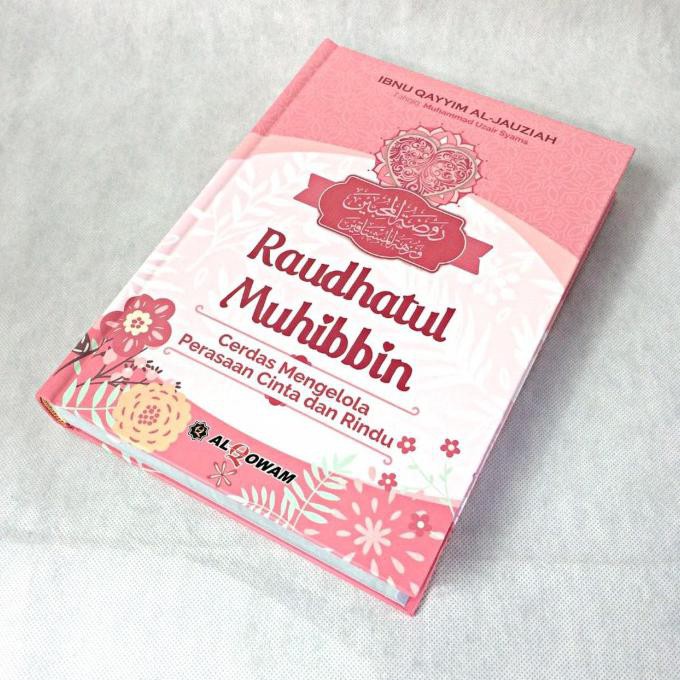 IBNU QAYYIM AL-JAUZIAH
Tahqiq: Muhammad Uzair Syams
روضة المحبين
ونزهة المشتاقين
Raudhatul
Muhibbin
Cerdas Mengelola
Perasaan Cinta dan Rindu
AL QOWAM